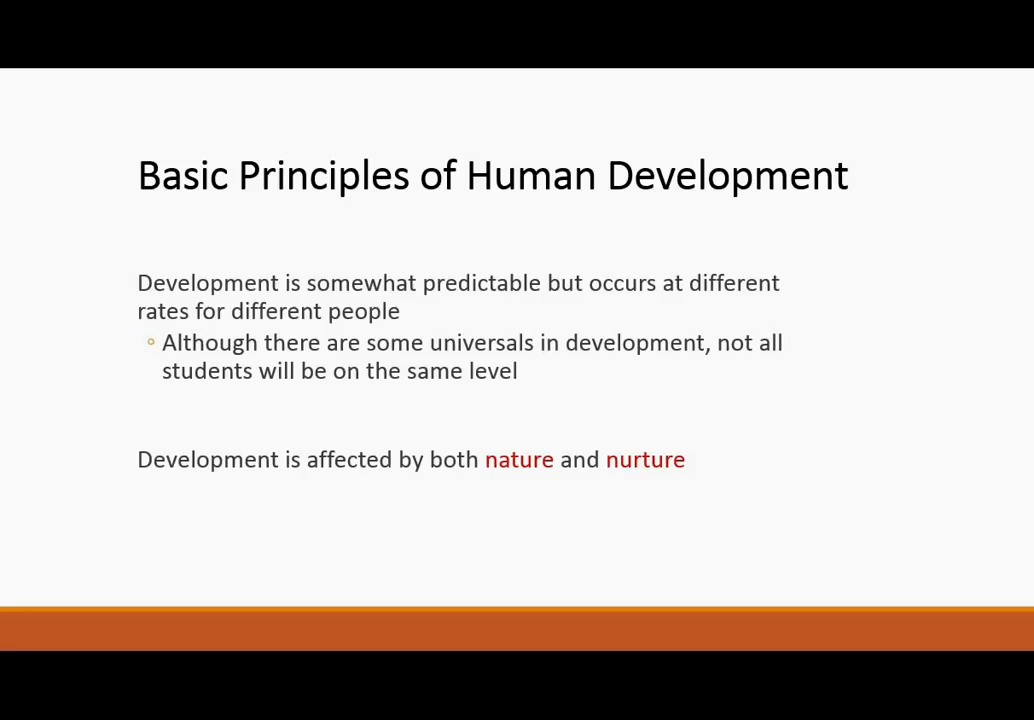 Basic Principles of Human Development
Development is somewhat predictable but occurs at different
rates for different people
Although there are some universals in development, not all
students will be on the same level
Development is affected by both nature and nurture